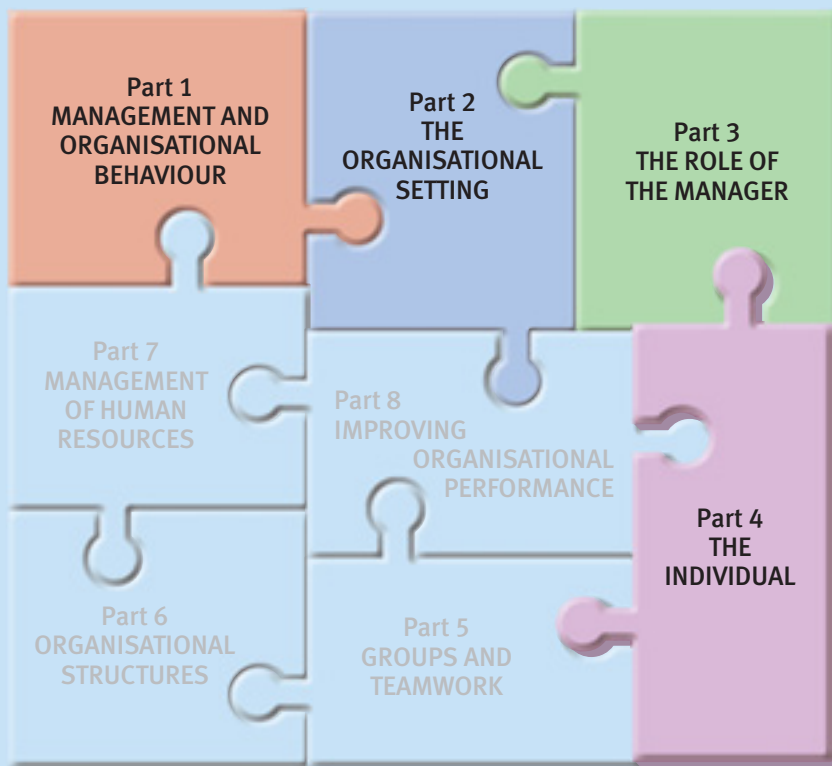 Part 1
MANAGEMENT AND
ORGANISATIONAL
BEHAVIOUR
Part 2
THE
ORGANISATIONAL
SETTING
Part 3
THE ROLE OF
THE MANAGER
Part 7
MANAGEMENT
OF HUMAN
RESOURCES
Part 8
IMPROVING
ORGANISATIONAL
PERFORMANCE
Part 4
THE
INDIVIDUAL
Part 6
ORGANISATIONAL
STRUCTURES
Part 5
GROUPS AND
TEAMWORK